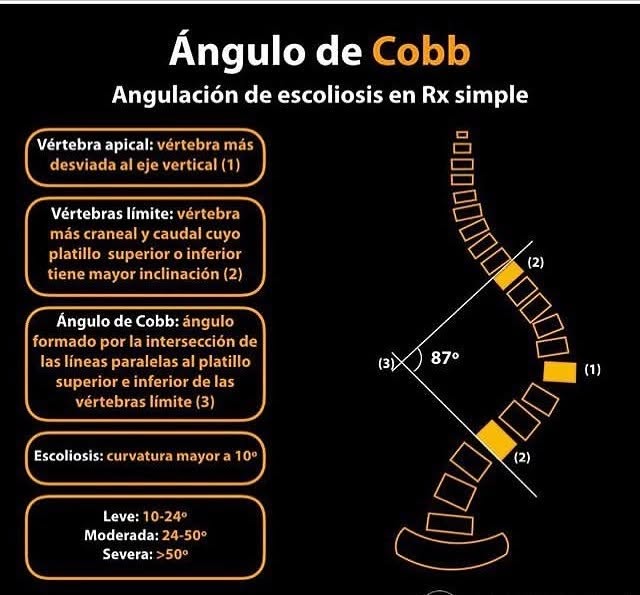 Ángulo de Cobb
Angulación de escoliosis en Rx simple
Vértebra apical: vértebra más
desviada al eje vertical (1)
Vértebras límite: vértebra
más craneal y caudal cuyo
platillo superior o inferior
tiene mayor inclinación (2)
Ángulo de Cobb: ángulo
formado por la intersección de
las líneas paralelas al platillo
superior e inferior de las
vértebras límite (3)
Escoliosis: curvatura mayor a 10º
Leve: 10-24º
Moderada: 24-50º
Severa: >50º
(2)
(3)
87º
(1)
(2)